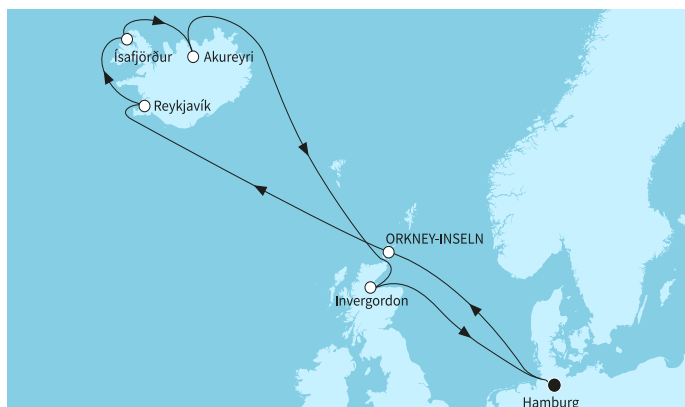 Ísafjörður
Akureyri
Reykjavík
ORKNEY-INSELN
Invergordon
Hamburg